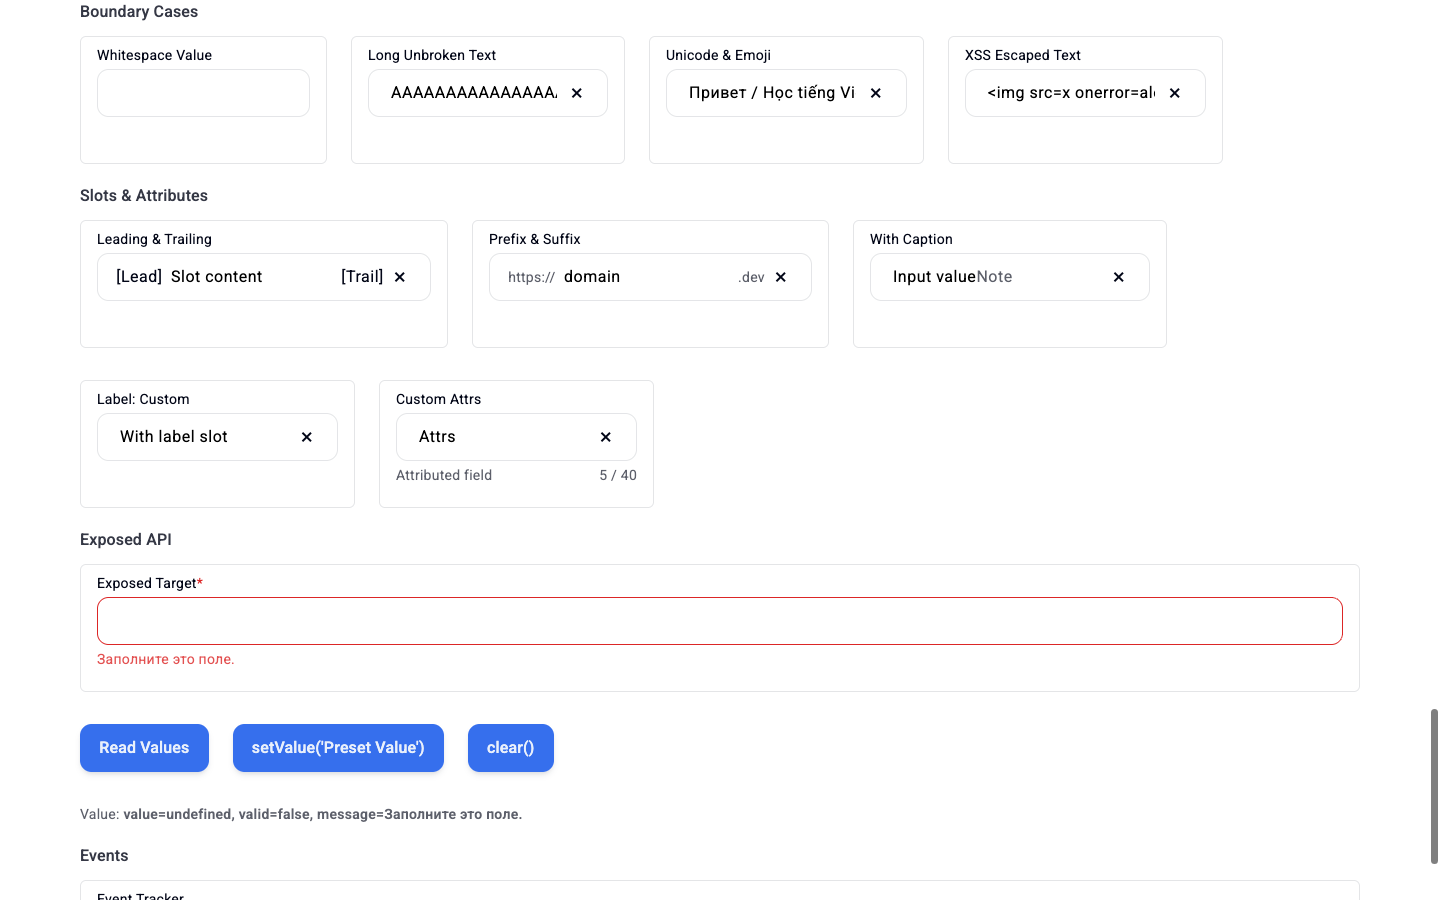 Boundary Cases
Whitespace Value
Long Unbroken Text
Unicode & Emoji
XSS Escaped Text
AAAAAAAAAAAAAAA
Привет / Học tiếng Vi
<img src=x onerror=al
Slots & Attributes
Leading & Trailing
Prefix & Suffix
With Caption
[Lead] Slot content [Trail]
https:// domain .dev
Input valueNote
Label: Custom
Custom Attrs
With label slot
Attrs
Attributed field 5 / 40
Exposed API
Exposed Target*
Заполните это поле.
Read Values
setValue('Preset Value')
clear()
Value: value=undefined, valid=false, message=Заполните это поле.
Events
Event Tracker